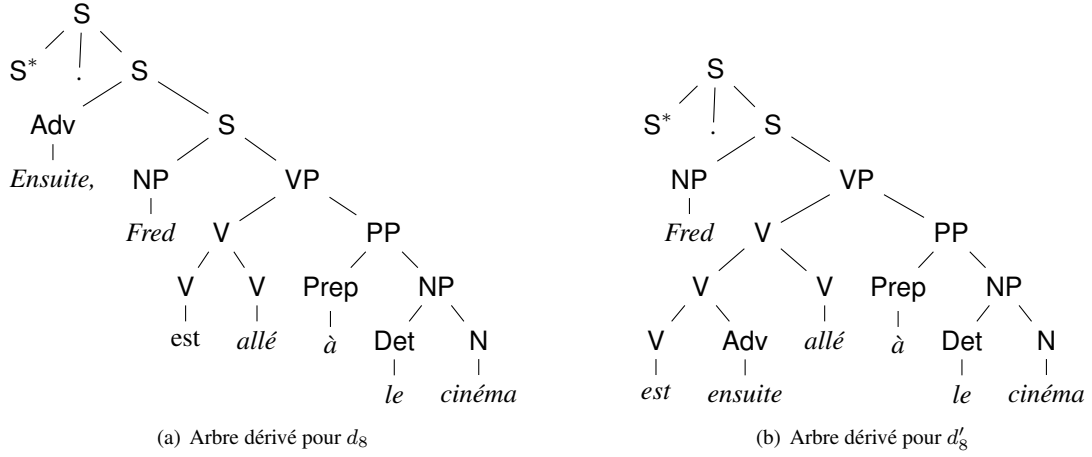 S
S* . S
Adv S
Ensuite, NP VP
Fred V PP
V V Prep NP
est allé à Det N
le cinéma
(a) Arbre dérivé pour d₈
S
S* . S
NP VP
Fred V PP
V V Prep NP
V Adv allé à Det N
est ensuite le cinéma
(b) Arbre dérivé pour d′₈